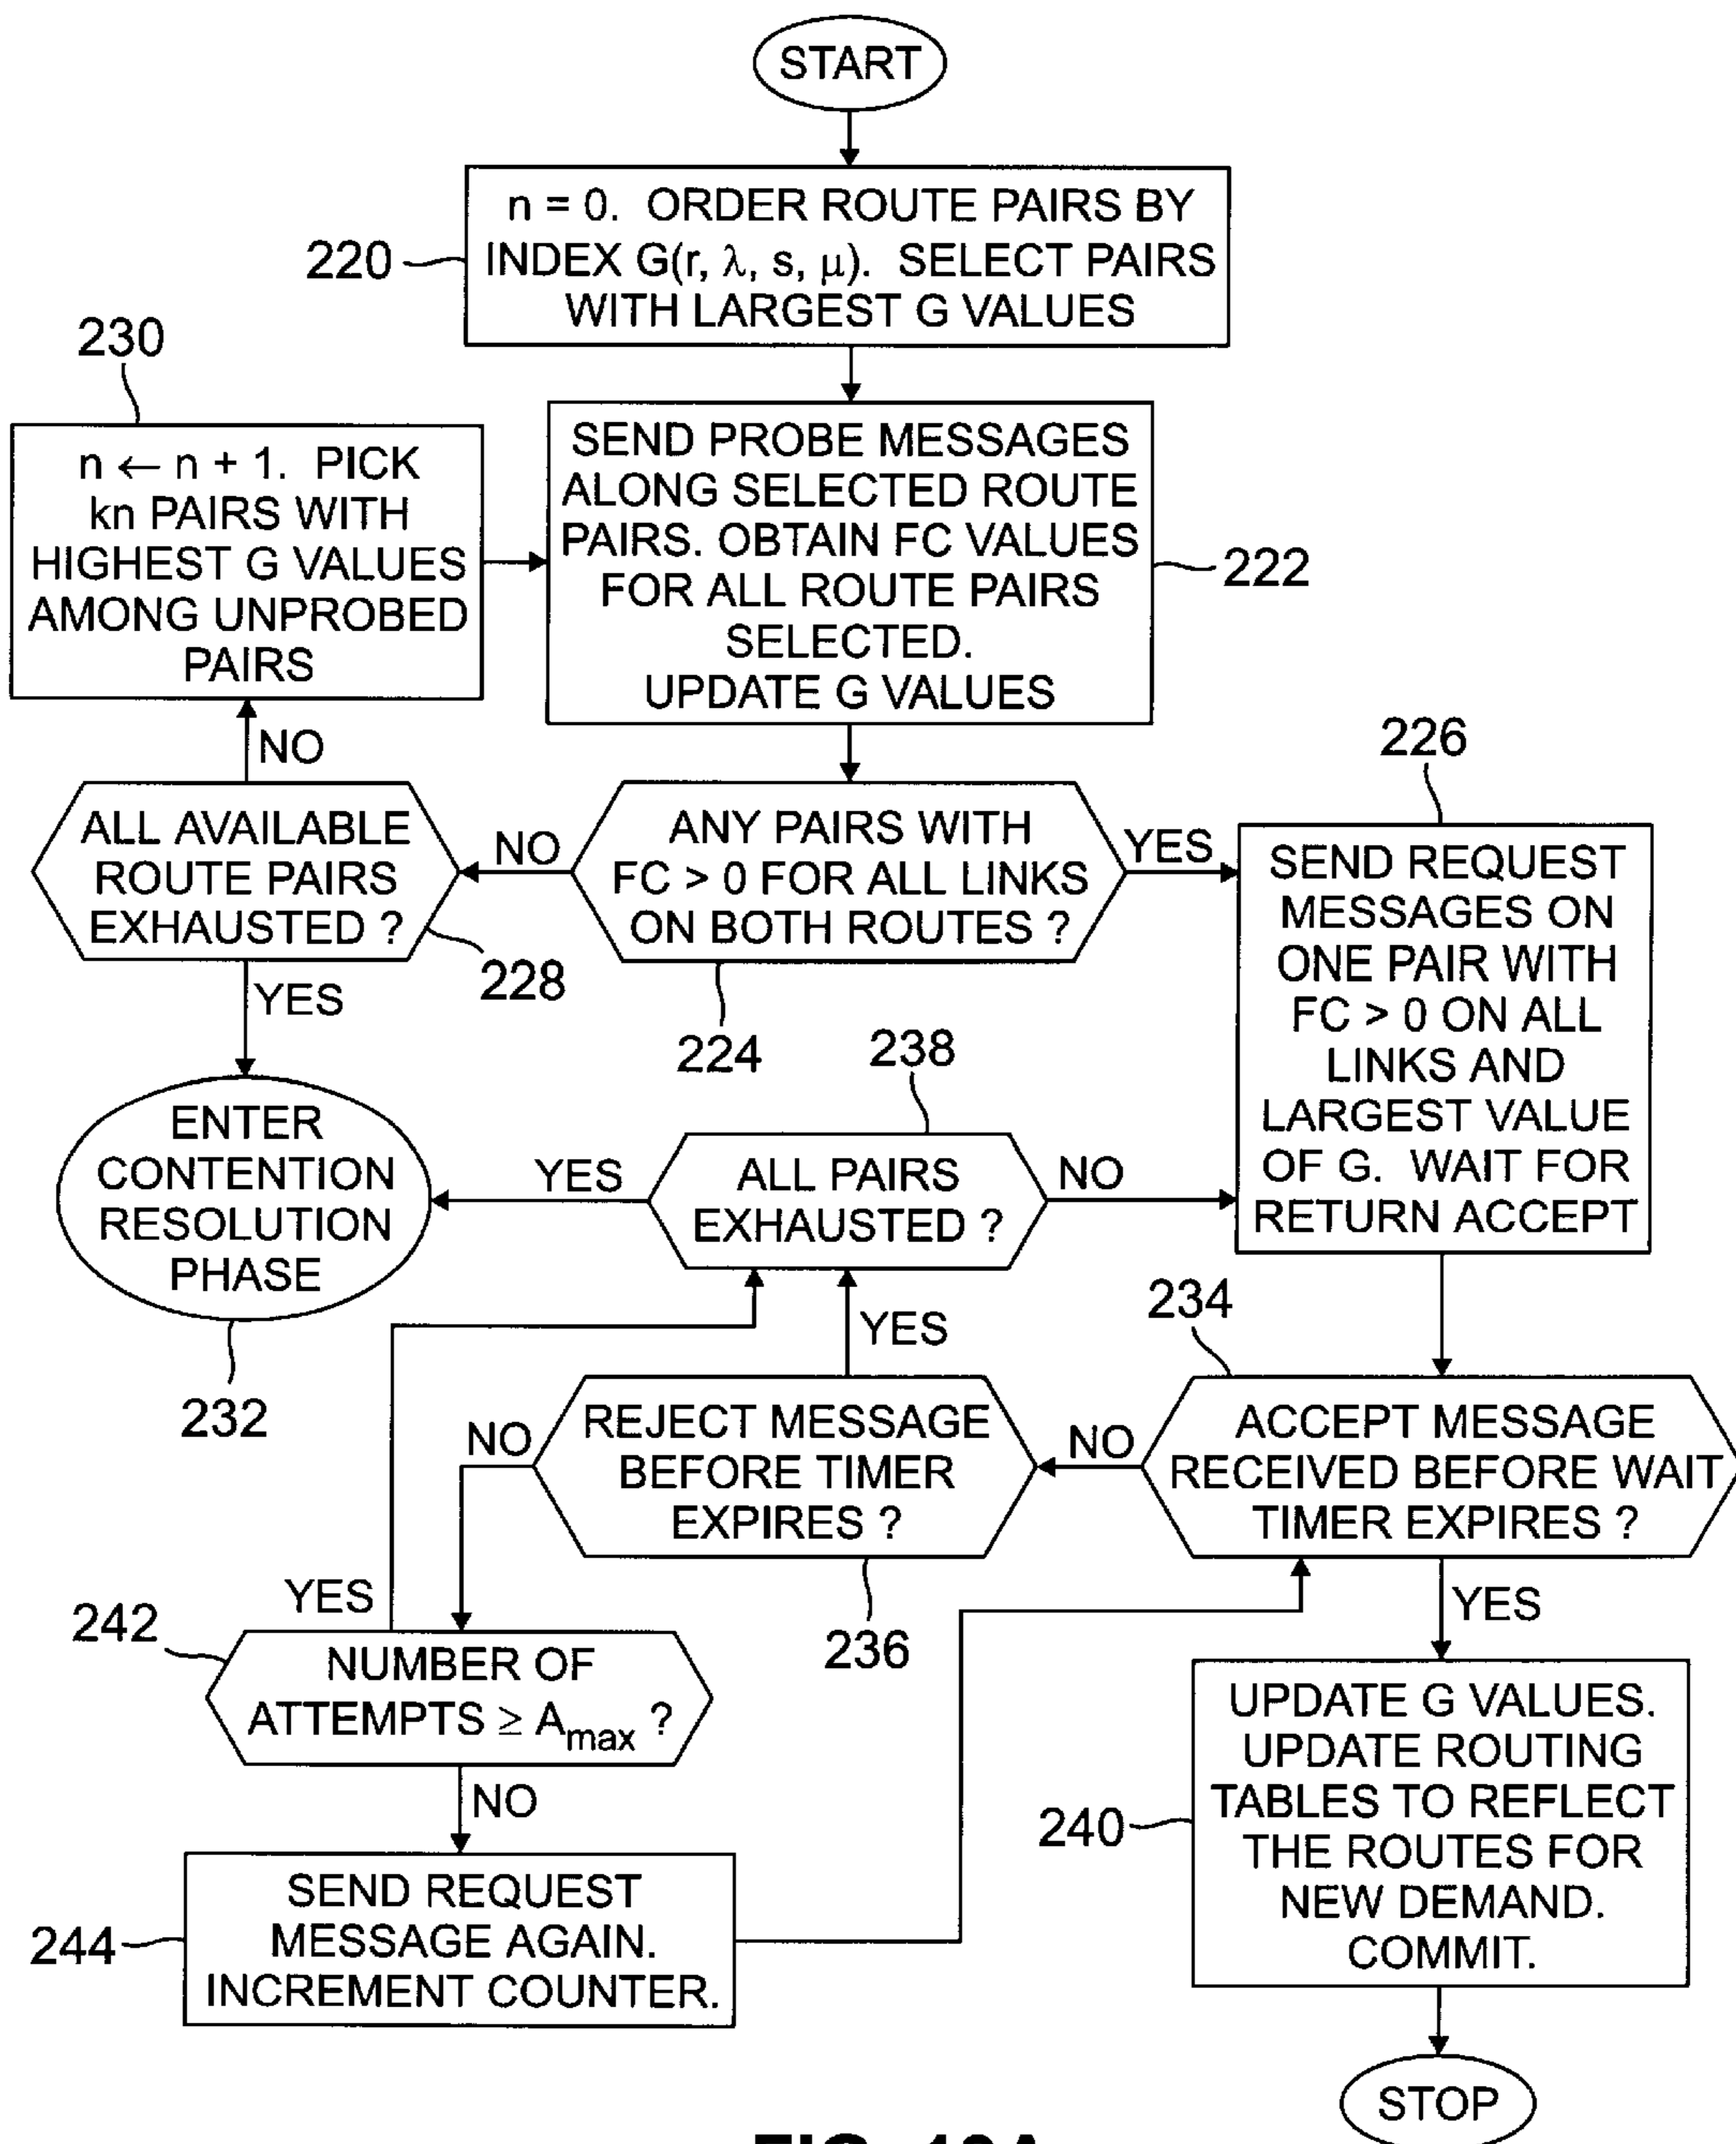 START
n = 0. ORDER ROUTE PAIRS BY
INDEX G(r, λ, s, μ). SELECT PAIRS
WITH LARGEST G VALUES
220
230
n ← n + 1. PICK
kn PAIRS WITH
HIGHEST G VALUES
AMONG UNPROBED
PAIRS
SEND PROBE MESSAGES
ALONG SELECTED ROUTE
PAIRS. OBTAIN FC VALUES
FOR ALL ROUTE PAIRS
SELECTED.
UPDATE G VALUES
222
NO
ALL AVAILABLE
ROUTE PAIRS
EXHAUSTED ?
228
NO
ANY PAIRS WITH
FC > 0 FOR ALL LINKS
ON BOTH ROUTES ?
224
YES
226
SEND REQUEST
MESSAGES ON
ONE PAIR WITH
FC > 0 ON ALL
LINKS AND
LARGEST VALUE
OF G. WAIT FOR
RETURN ACCEPT
YES
ENTER
CONTENTION
RESOLUTION
PHASE
232
YES
238
ALL PAIRS
EXHAUSTED ?
NO
YES
234
ACCEPT MESSAGE
RECEIVED BEFORE WAIT
TIMER EXPIRES ?
NO
REJECT MESSAGE
BEFORE TIMER
EXPIRES ?
236
NO
YES
242
NUMBER OF
ATTEMPTS ≥ Amax ?
NO
244
SEND REQUEST
MESSAGE AGAIN.
INCREMENT COUNTER.
YES
240
UPDATE G VALUES.
UPDATE ROUTING
TABLES TO REFLECT
THE ROUTES FOR
NEW DEMAND.
COMMIT.
STOP